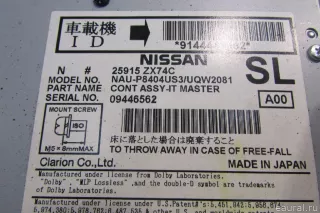 車載機
I D
*9144
NISSAN
N # 25915 ZX74C
SL
MODEL NO. NAU-P8404US3/UQW2081
PART NAME CONT ASSY-IT MASTER
SERIAL NO. 09446562
A00
MOUNT SCREW
ISO
M5×8mmMAX
床に落とした場合は廃棄すること
TO THROW AWAY IN CASE OF FREE-FALL
Clarion Co.,Ltd.
MADE IN JAPAN
Manufactured under license from Dolby Laboratories.
"Dolby", "MLP Lossless", and the double-D symbol are trademarks
of Dolby Laboratories.
Manufactured under license under U.S.Patent
eaural.ru